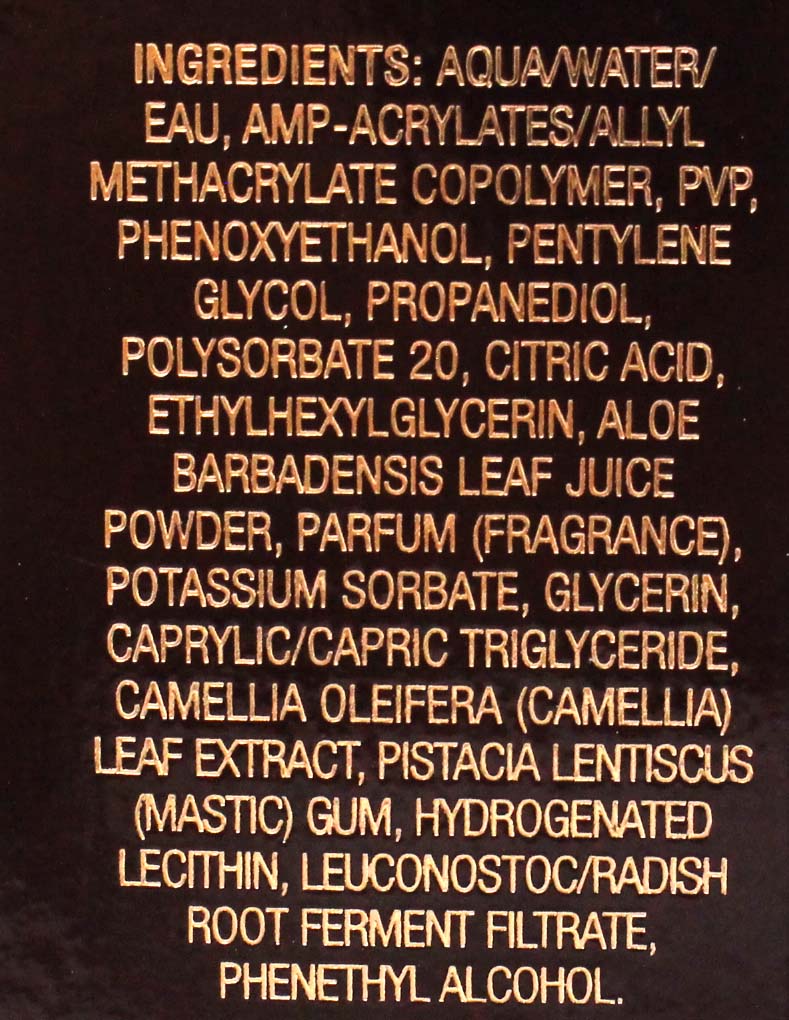 INGREDIENTS: AQUA/WATER/
EAU, AMP-ACRYLATES/ALLYL
METHACRYLATE COPOLYMER, PVP,
PHENOXYETHANOL, PENTYLENE
GLYCOL, PROPANEDIOL,
POLYSORBATE 20, CITRIC ACID,
ETHYLHEXYLGLYCERIN, ALOE
BARBADENSIS LEAF JUICE
POWDER, PARFUM (FRAGRANCE),
POTASSIUM SORBATE, GLYCERIN,
CAPRYLIC/CAPRIC TRIGLYCERIDE,
CAMELLIA OLEIFERA (CAMELLIA)
LEAF EXTRACT, PISTACIA LENTISCUS
(MASTIC) GUM, HYDROGENATED
LECITHIN, LEUCONOSTOC/RADISH
ROOT FERMENT FILTRATE,
PHENETHYL ALCOHOL.